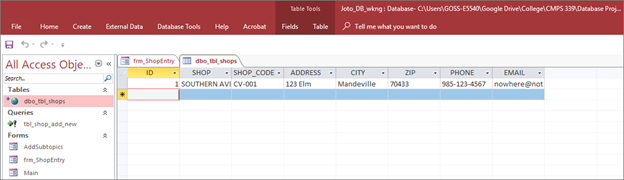 Table Tools
Joto_DB_wkng : Database- C:\Users\GOSS-E5540\Google Drive\College\CMPS 339\Database Proj...
File Home Create External Data Database Tools Help Acrobat Fields Table Tell me what you want to do
All Access Obje...
frm_ShopEntry dbo_tbl_shops
Search...
ID SHOP SHOP_CODE ADDRESS CITY ZIP PHONE EMAIL
Tables
1 SOUTHERN AVI CV-001 123 Elm Mandeville 70433 985-123-4567 nowhere@not
dbo_tbl_shops
Queries
tbl_shop_add_new
Forms
AddSubtopics
frm_ShopEntry
Main